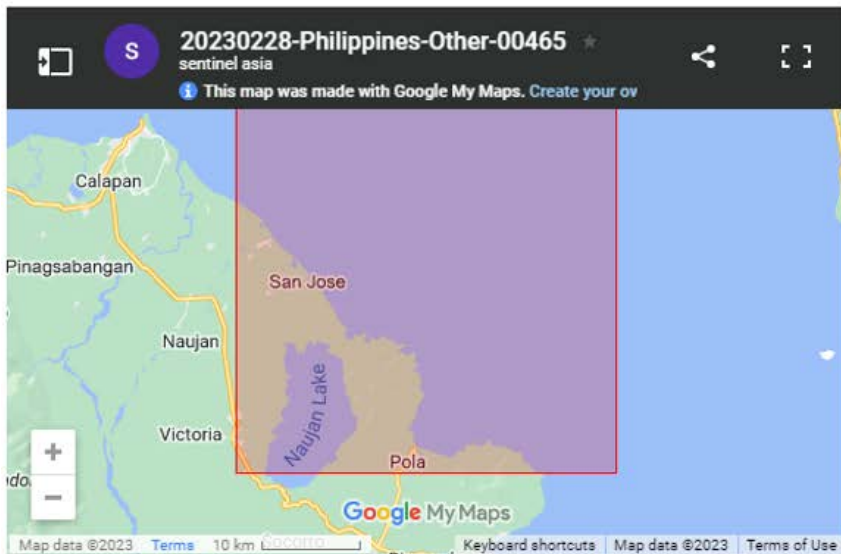 S
20230228-Philippines-Other-00465
sentinel asia
This map was made with Google My Maps. Create your ov
Calapan
Pinagsabangan
San Jose
Naujan
Naujan Lake
Victoria
Pola
Google My Maps
Map data ©2023 Terms 10 km Socorro Keyboard shortcuts Map data ©2023 Terms of Use